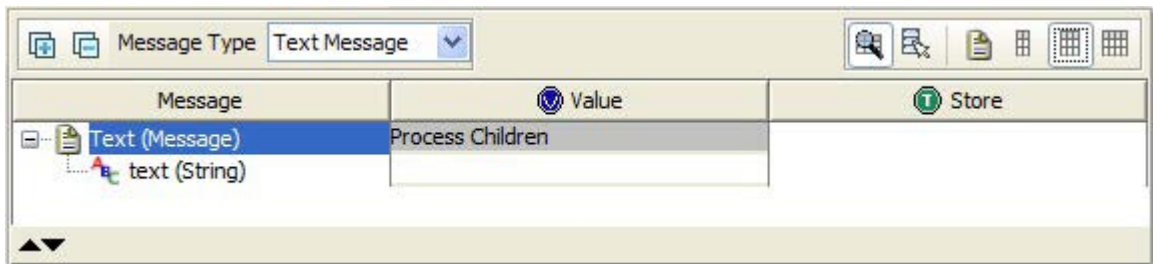 Message Type Text Message
Message Value Store
Text (Message) Process Children
text (String)